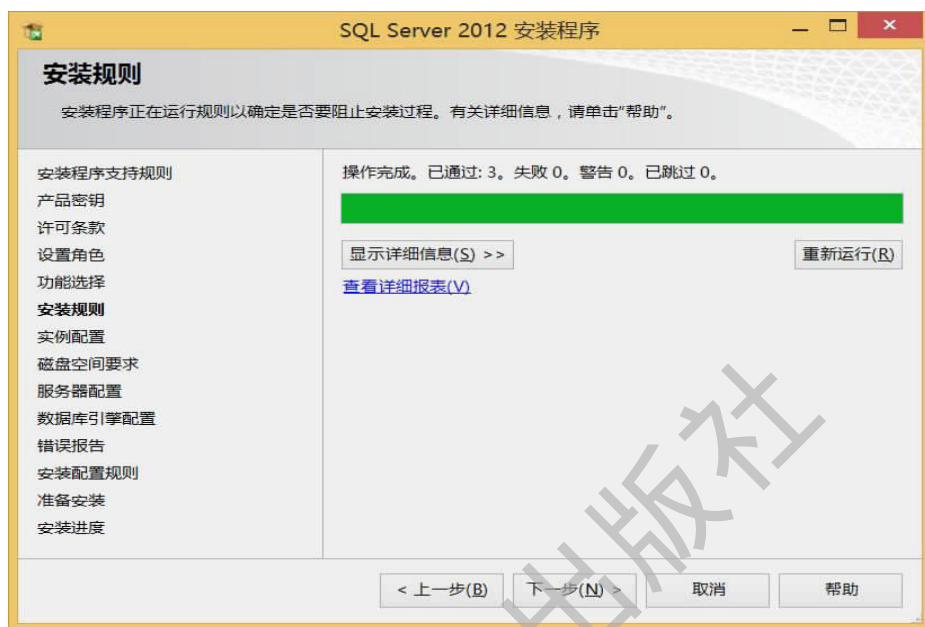 SQL Server 2012 安装程序
安装规则
安装程序正在运行规则以确定是否要阻止安装过程。有关详细信息，请单击"帮助"。
安装程序支持规则
产品密钥
许可条款
设置角色
功能选择
安装规则
实例配置
磁盘空间要求
服务器配置
数据库引擎配置
错误报告
安装配置规则
准备安装
安装进度
操作完成。已通过: 3。失败 0。警告 0。已跳过 0。
显示详细信息(S) >>
重新运行(R)
查看详细报表(V)
< 上一步(B)
下一步(N) >
取消
帮助
出版社